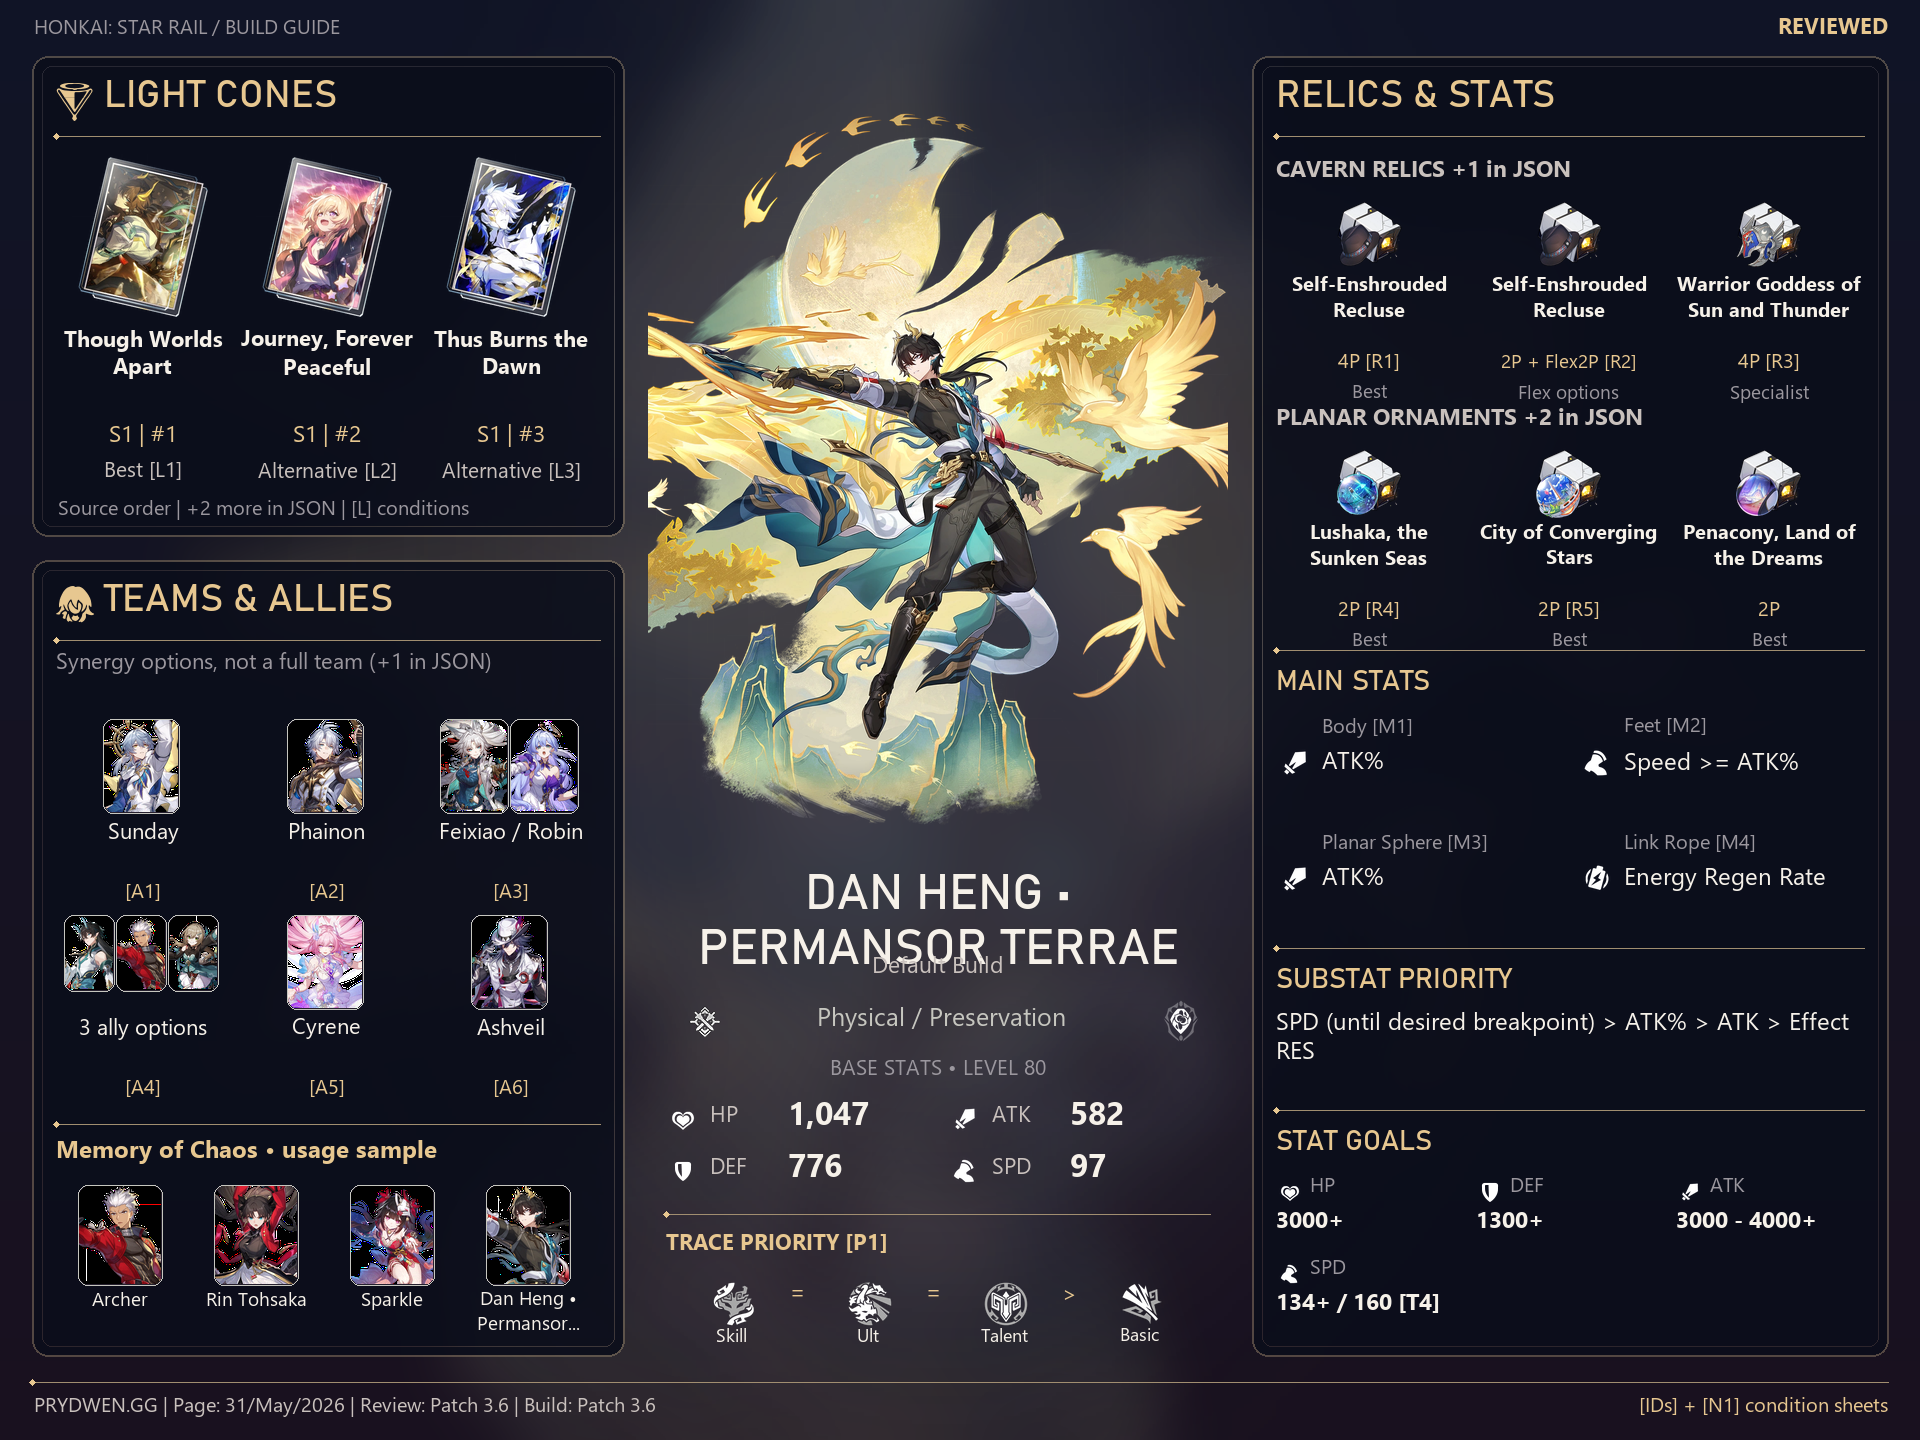 HONKAI: STAR RAIL / BUILD GUIDE
REVIEWED
LIGHT CONES
Though Worlds
Apart
S1 | #1
Best [L1]
Journey, Forever
Peaceful
S1 | #2
Alternative [L2]
Thus Burns the
Dawn
S1 | #3
Alternative [L3]
Source order | +2 more in JSON | [L] conditions
TEAMS & ALLIES
Synergy options, not a full team (+1 in JSON)
Sunday
[A1]
Phainon
[A2]
Feixiao / Robin
[A3]
3 ally options
[A4]
Cyrene
[A5]
Ashveil
[A6]
Memory of Chaos • usage sample
Archer
Rin Tohsaka
Sparkle
Dan Heng •
Permansor...
DAN HENG •
PERMANSOR TERRAE
Default Build
Physical / Preservation
BASE STATS • LEVEL 80
HP 1,047
ATK 582
DEF 776
SPD 97
TRACE PRIORITY [P1]
= = >
Skill Ult Talent Basic
RELICS & STATS
CAVERN RELICS +1 in JSON
Self-Enshrouded
Recluse
4P [R1]
Best
Self-Enshrouded
Recluse
2P + Flex2P [R2]
Flex options
Warrior Goddess of
Sun and Thunder
4P [R3]
Specialist
PLANAR ORNAMENTS +2 in JSON
Lushaka, the
Sunken Seas
2P [R4]
Best
City of Converging
Stars
2P [R5]
Best
Penacony, Land of
the Dreams
2P
Best
MAIN STATS
Body [M1]
ATK%
Feet [M2]
Speed >= ATK%
Planar Sphere [M3]
ATK%
Link Rope [M4]
Energy Regen Rate
SUBSTAT PRIORITY
SPD (until desired breakpoint) > ATK% > ATK > Effect
RES
STAT GOALS
HP
3000+
DEF
1300+
ATK
3000 - 4000+
SPD
134+ / 160 [T4]
PRYDWEN.GG | Page: 31/May/2026 | Review: Patch 3.6 | Build: Patch 3.6
[IDs] + [N1] condition sheets